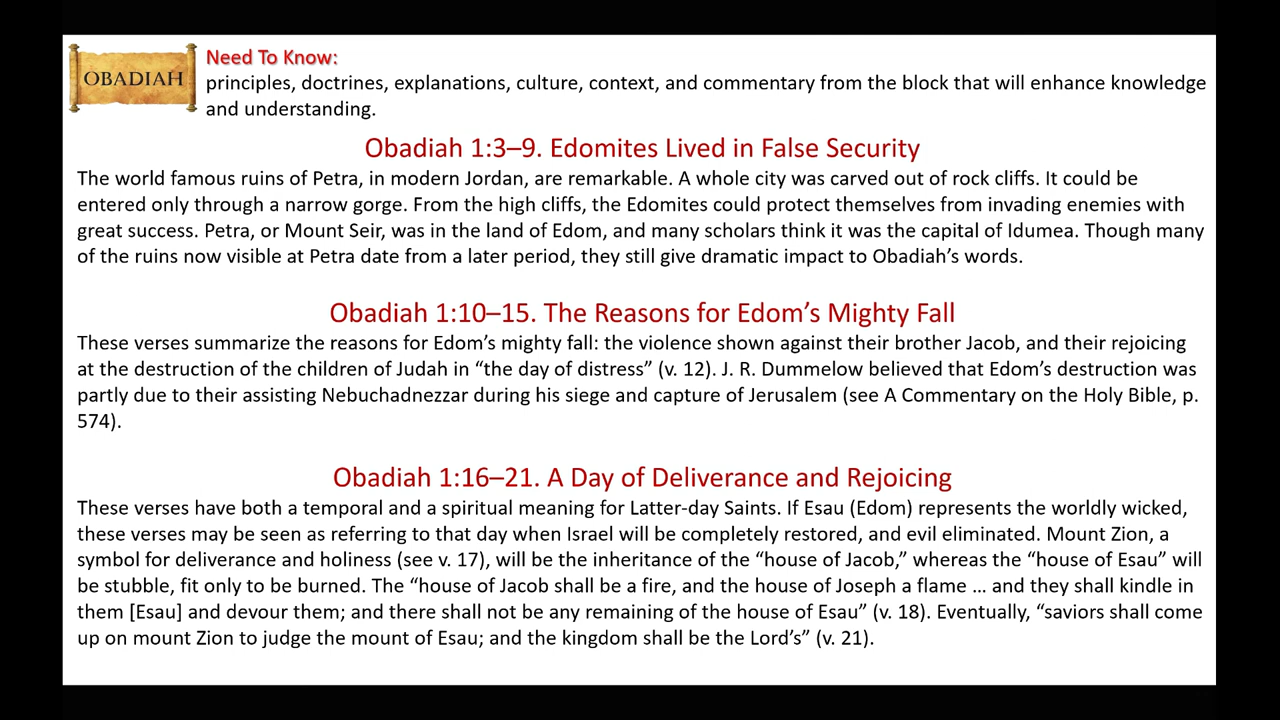 OBADIAH
Need To Know:
principles, doctrines, explanations, culture, context, and commentary from the block that will enhance knowledge
and understanding.
Obadiah 1:3–9. Edomites Lived in False Security
The world famous ruins of Petra, in modern Jordan, are remarkable. A whole city was carved out of rock cliffs. It could be
entered only through a narrow gorge. From the high cliffs, the Edomites could protect themselves from invading enemies with
great success. Petra, or Mount Seir, was in the land of Edom, and many scholars think it was the capital of Idumea. Though many
of the ruins now visible at Petra date from a later period, they still give dramatic impact to Obadiah’s words.
Obadiah 1:10–15. The Reasons for Edom’s Mighty Fall
These verses summarize the reasons for Edom’s mighty fall: the violence shown against their brother Jacob, and their rejoicing
at the destruction of the children of Judah in “the day of distress” (v. 12). J. R. Dummelow believed that Edom’s destruction was
partly due to their assisting Nebuchadnezzar during his siege and capture of Jerusalem (see A Commentary on the Holy Bible, p.
574).
Obadiah 1:16–21. A Day of Deliverance and Rejoicing
These verses have both a temporal and a spiritual meaning for Latter-day Saints. If Esau (Edom) represents the worldly wicked,
these verses may be seen as referring to that day when Israel will be completely restored, and evil eliminated. Mount Zion, a
symbol for deliverance and holiness (see v. 17), will be the inheritance of the “house of Jacob,” whereas the “house of Esau” will
be stubble, fit only to be burned. The “house of Jacob shall be a fire, and the house of Joseph a flame … and they shall kindle in
them [Esau] and devour them; and there shall not be any remaining of the house of Esau” (v. 18). Eventually, “saviors shall come
up on mount Zion to judge the mount of Esau; and the kingdom shall be the Lord’s” (v. 21).